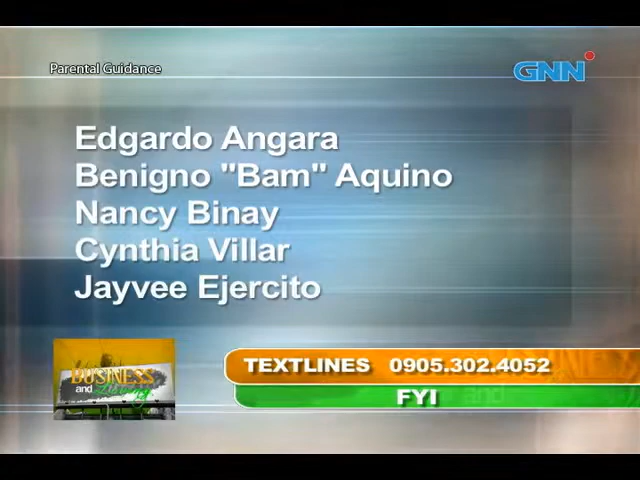 Parental Guidance
GNN
Edgardo Angara
Benigno "Bam" Aquino
Nancy Binay
Cynthia Villar
Jayvee Ejercito
BUSINESS
and
TEXTLINES 0905.302.4052
FYI